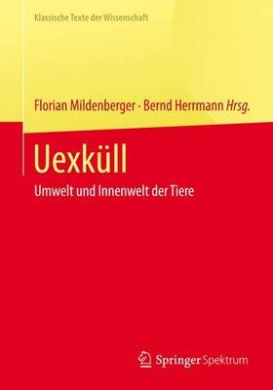 Klassische Texte der Wissenschaft
Florian Mildenberger · Bernd Herrmann Hrsg.
Uexküll
Umwelt und Innenwelt der Tiere
Springer Spektrum